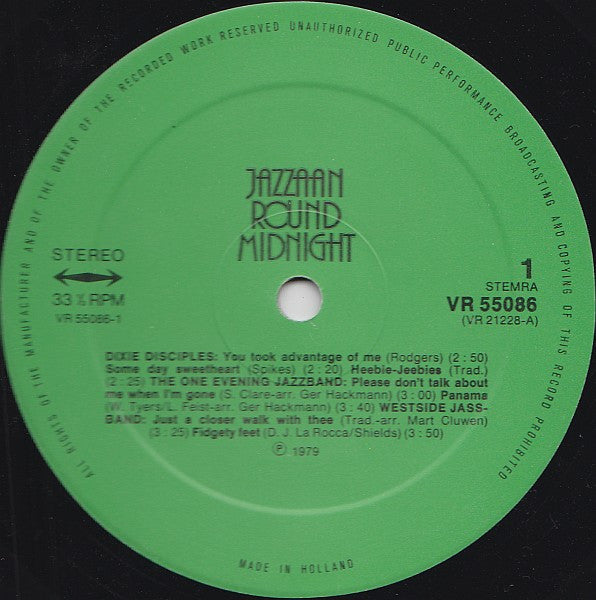 ALL RIGHTS OF THE MANUFACTURER AND OF THE OWNER OF THE RECORDED WORK RESERVED UNAUTHORIZED PUBLIC PERFORMANCE BROADCASTING AND COPYING OF THIS RECORD PROHIBITED
JAZZAAN
ROUND
MIDNIGHT
STEREO
33 ⅓ RPM
VR 55086-1
1
STEMRA
VR 55086
(VR 21228-A)
DIXIE DISCIPLES: You took advantage of me (Rodgers) (2:50)
Some day sweetheart (Spikes) (2:20) Heebie-Jeebies (Trad.)
(2:25) THE ONE EVENING JAZZBAND: Please don't talk about
me when I'm gone (S. Clare-arr. Ger Hackmann) (3:00) Panama
(W. Tyers/L. Feist-arr. Ger Hackmann) (3:40) WESTSIDE JASS-
BAND: Just a closer walk with thee (Trad.-arr. Mart Cluwen)
(3:25) Fidgety feet (D. J. La Rocca/Shields) (3:50)
℗ 1979
MADE IN HOLLAND